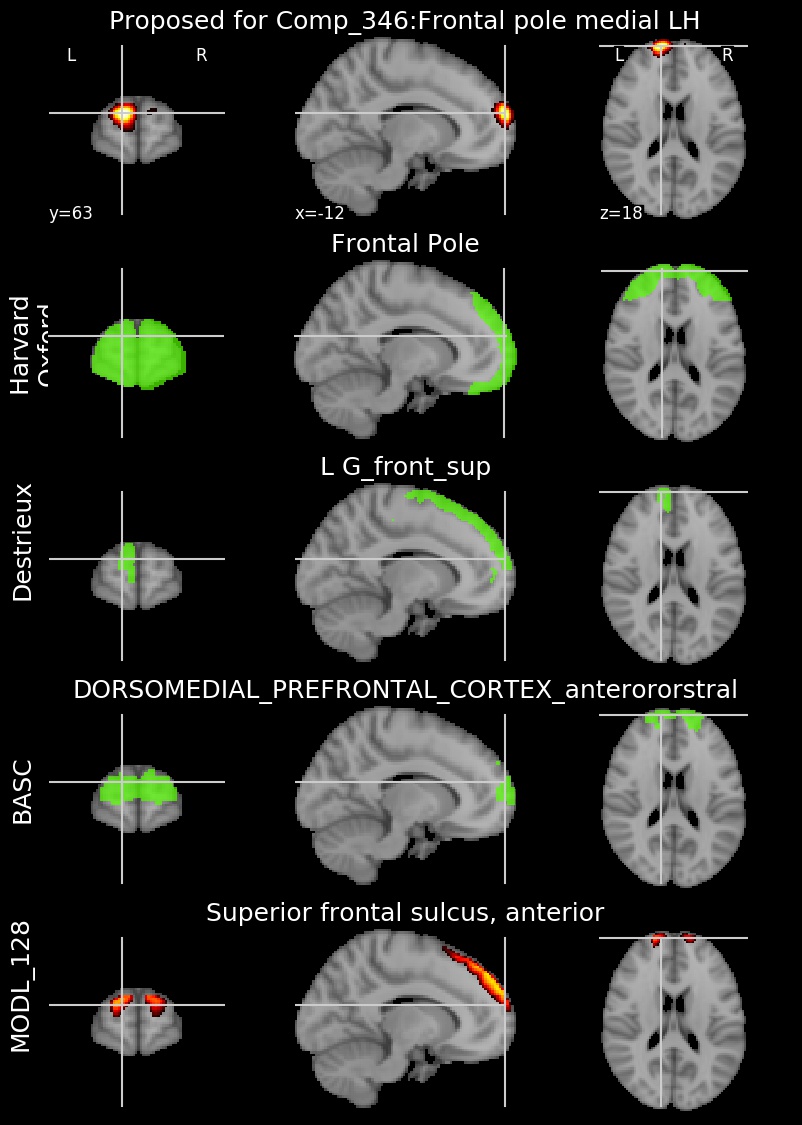 Proposed for Comp_346:Frontal pole medial LH
L R L R
y=63 x=-12 z=18
Frontal Pole
Harvard
Oxford
L G_front_sup
Destrieux
DORSOMEDIAL_PREFRONTAL_CORTEX_anterororstral
BASC
Superior frontal sulcus, anterior
MODL_128